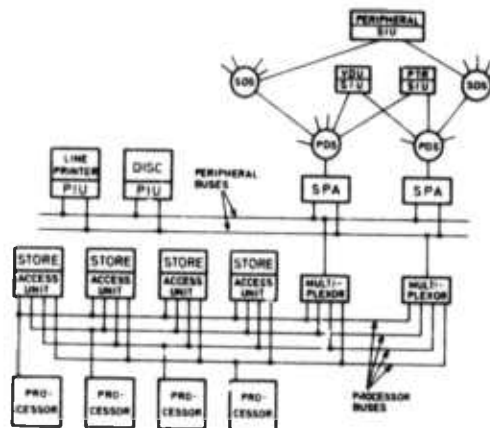 PERIPHERAL
SIU
SDS
VDU
SIU
PTR
SIU
SDS
PDS
PDS
LINE
PRINTER
PIU
DISC
PIU
SPA
SPA
PERIPHERAL
BUSES
STORE
ACCESS
UNIT
STORE
ACCESS
UNIT
STORE
ACCESS
UNIT
STORE
ACCESS
UNIT
MULTI-
PLEXOR
MULTI-
PLEXOR
PRO-
CESSOR
PRO-
CESSOR
PRO-
CESSOR
PRO-
CESSOR
PROCESSOR
BUSES